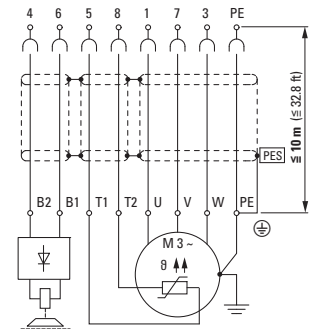 4 6 5 8 1 7 3 PE
≦ 10 m (≦ 32.8 ft)
PES
B2 B1 T1 T2 U V W PE
M 3 ~
ϑ